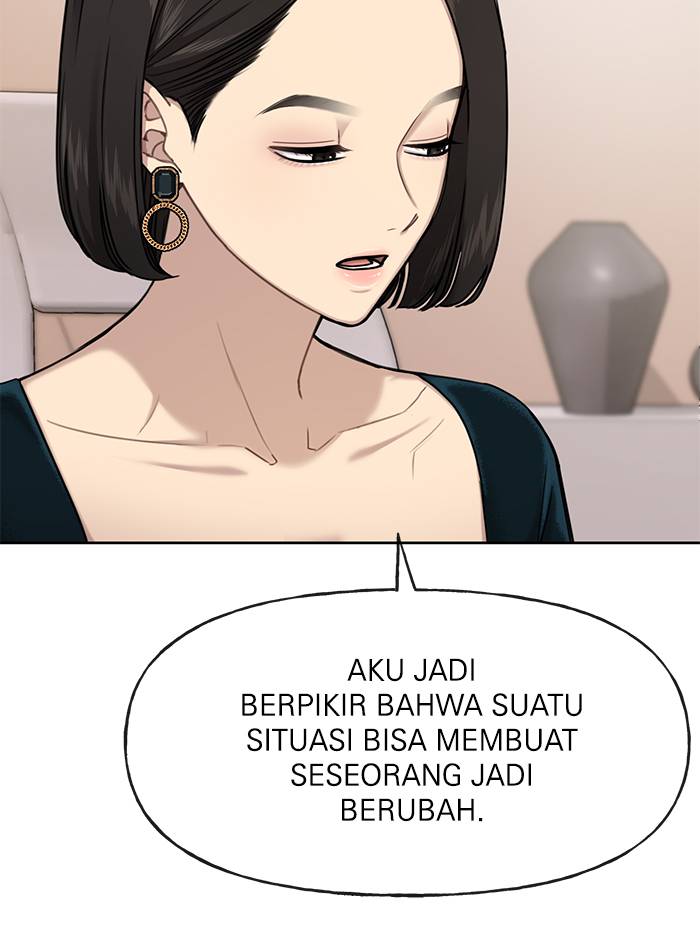 AKU JADI
BERPIKIR BAHWA SUATU
SITUASI BISA MEMBUAT
SESEORANG JADI
BERUBAH.